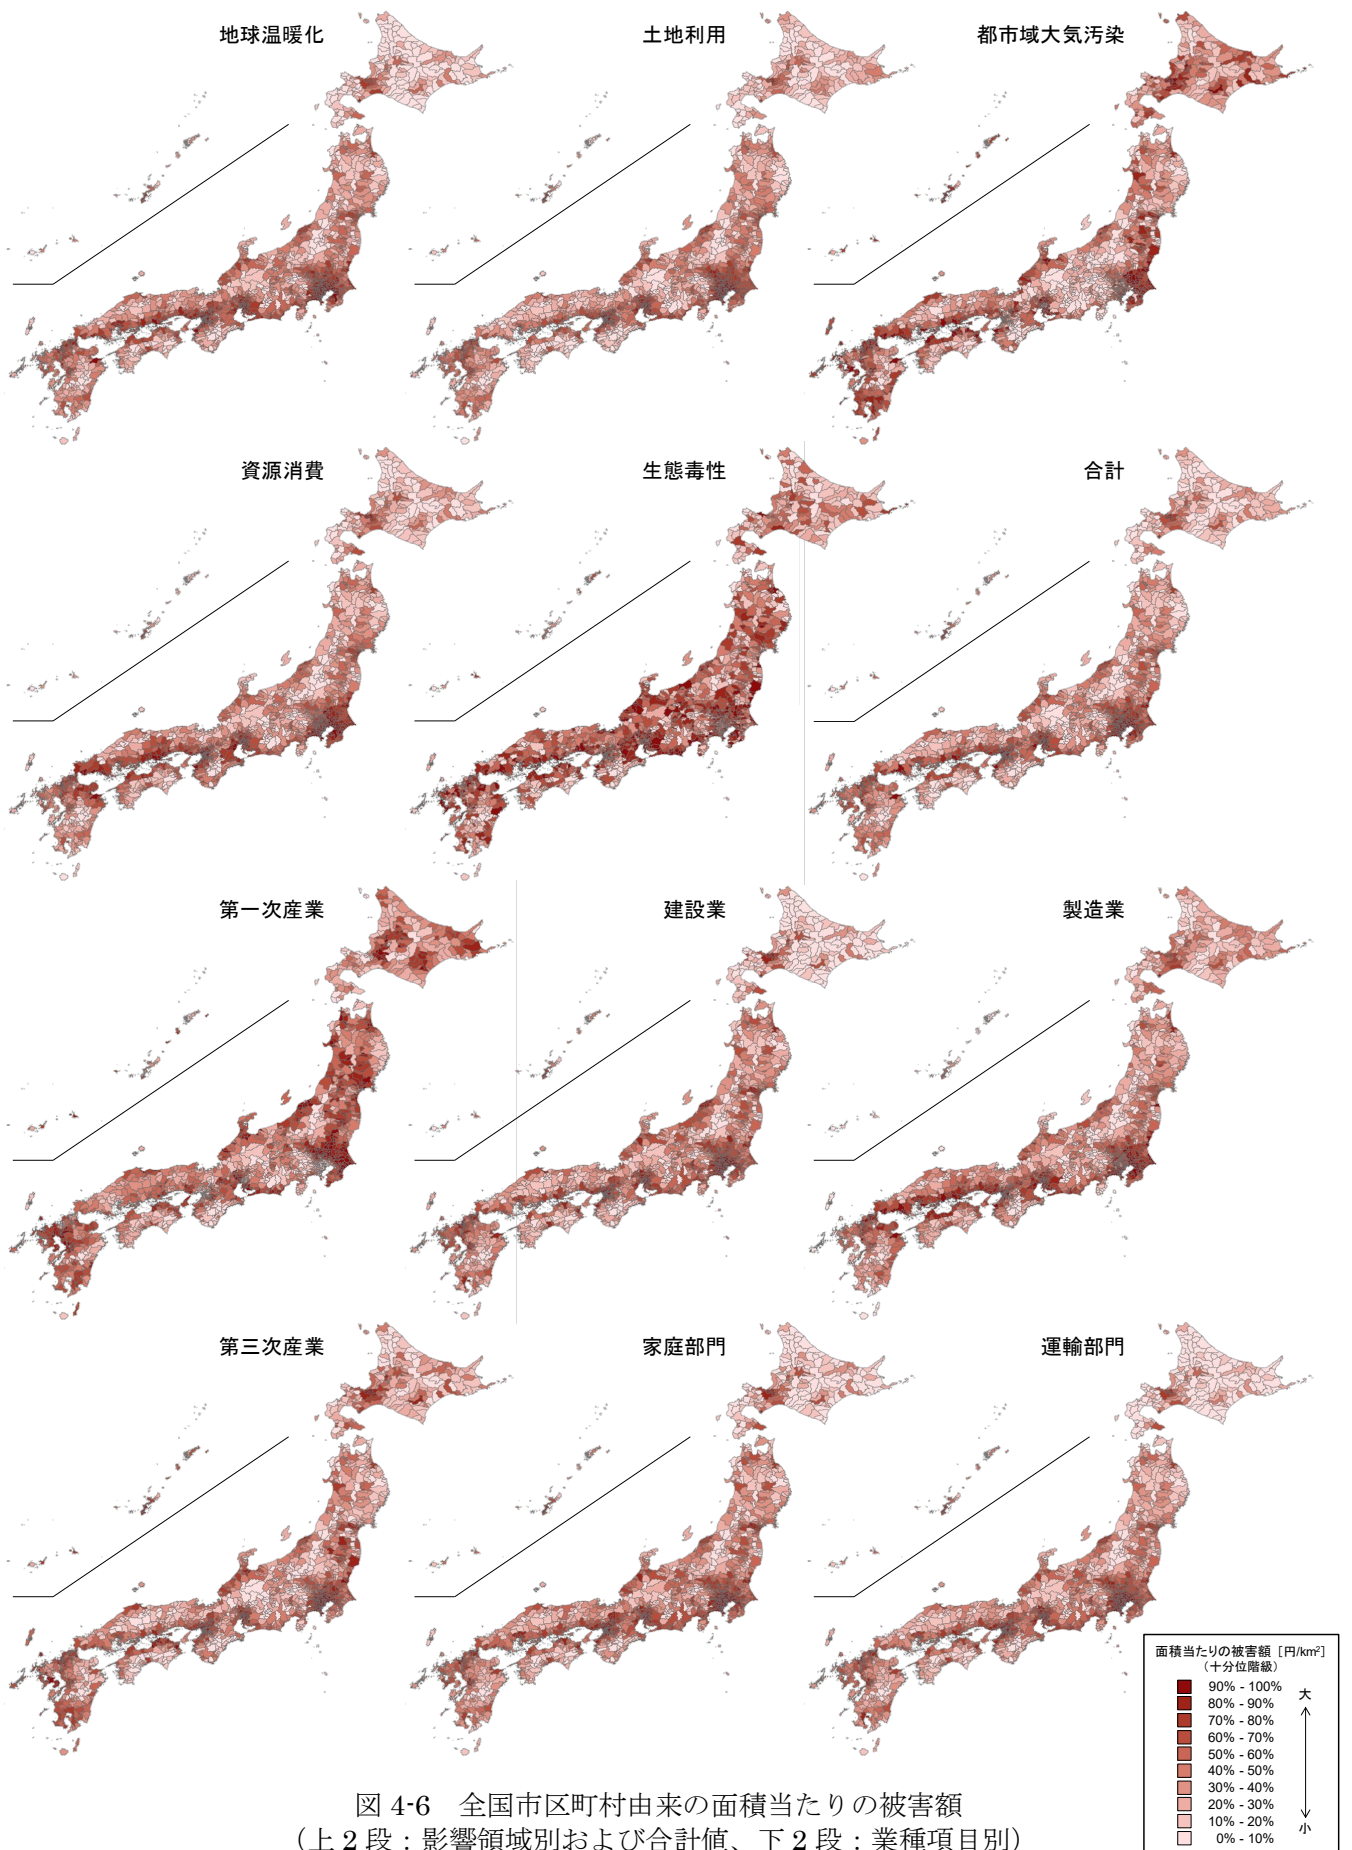 地球温暖化
土地利用
都市域大気汚染
資源消費
生態毒性
合計
第一次産業
建設業
製造業
第三次産業
家庭部門
運輸部門
面積当たりの被害額 [円/km²]
（十分位階級）
90% - 100%
大
80% - 90%
70% - 80%
60% - 70%
50% - 60%
40% - 50%
30% - 40%
20% - 30%
10% - 20%
小
0% - 10%
図 4-6　全国市区町村由来の面積当たりの被害額
（上 2 段：影響領域別および合計値、下 2 段：業種項目別）